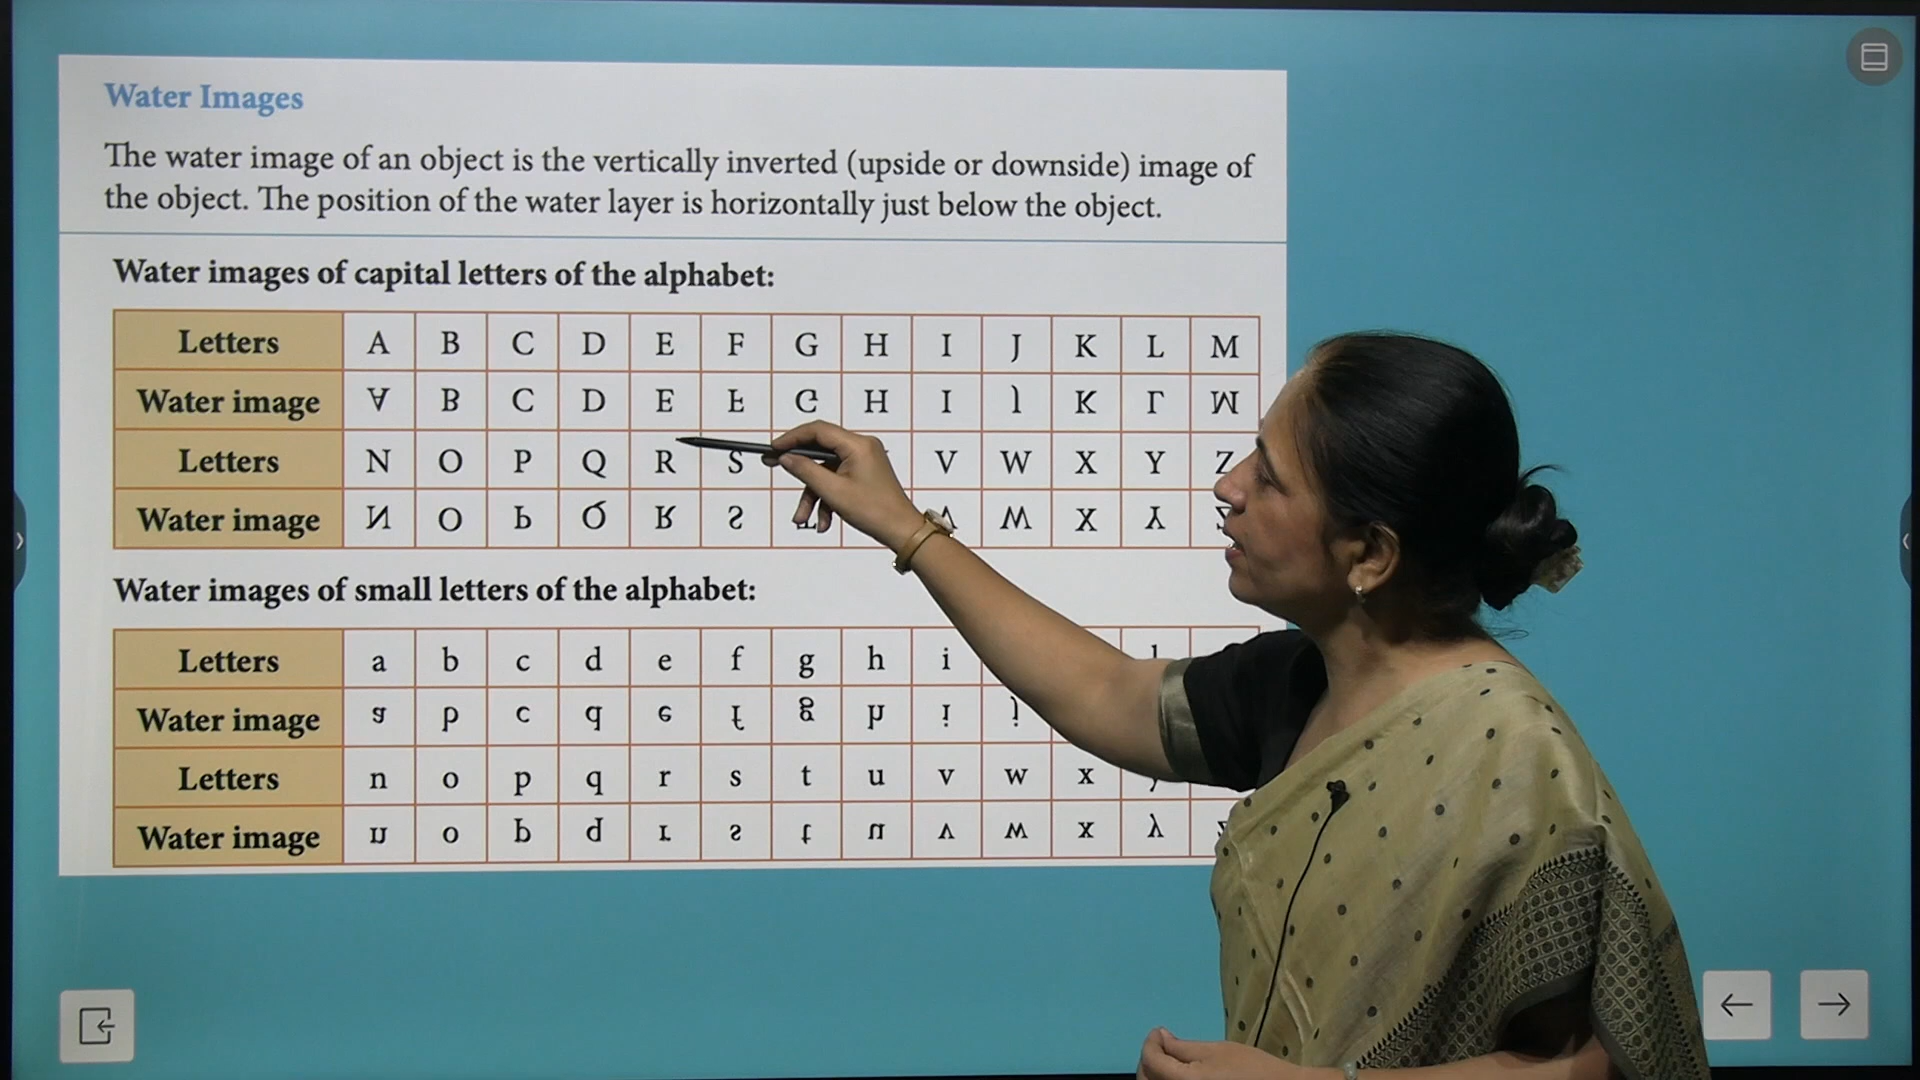 Water Images
The water image of an object is the vertically inverted (upside or downside) image of
the object. The position of the water layer is horizontally just below the object.
Water images of capital letters of the alphabet:
Letters A B C D E F G H I J K L M
Water image ∀ B C D E Ⅎ G H I J K Γ W
Letters N O P Q R S V W X Y Z
Water image И O P Q R S Λ M X ⅄
Water images of small letters of the alphabet:
Letters a b c d e f g h i
Water image a p c q e f g h i j
Letters n o p q r s t u v w x
Water image n o b d r s t u ʌ ʍ x ʎ